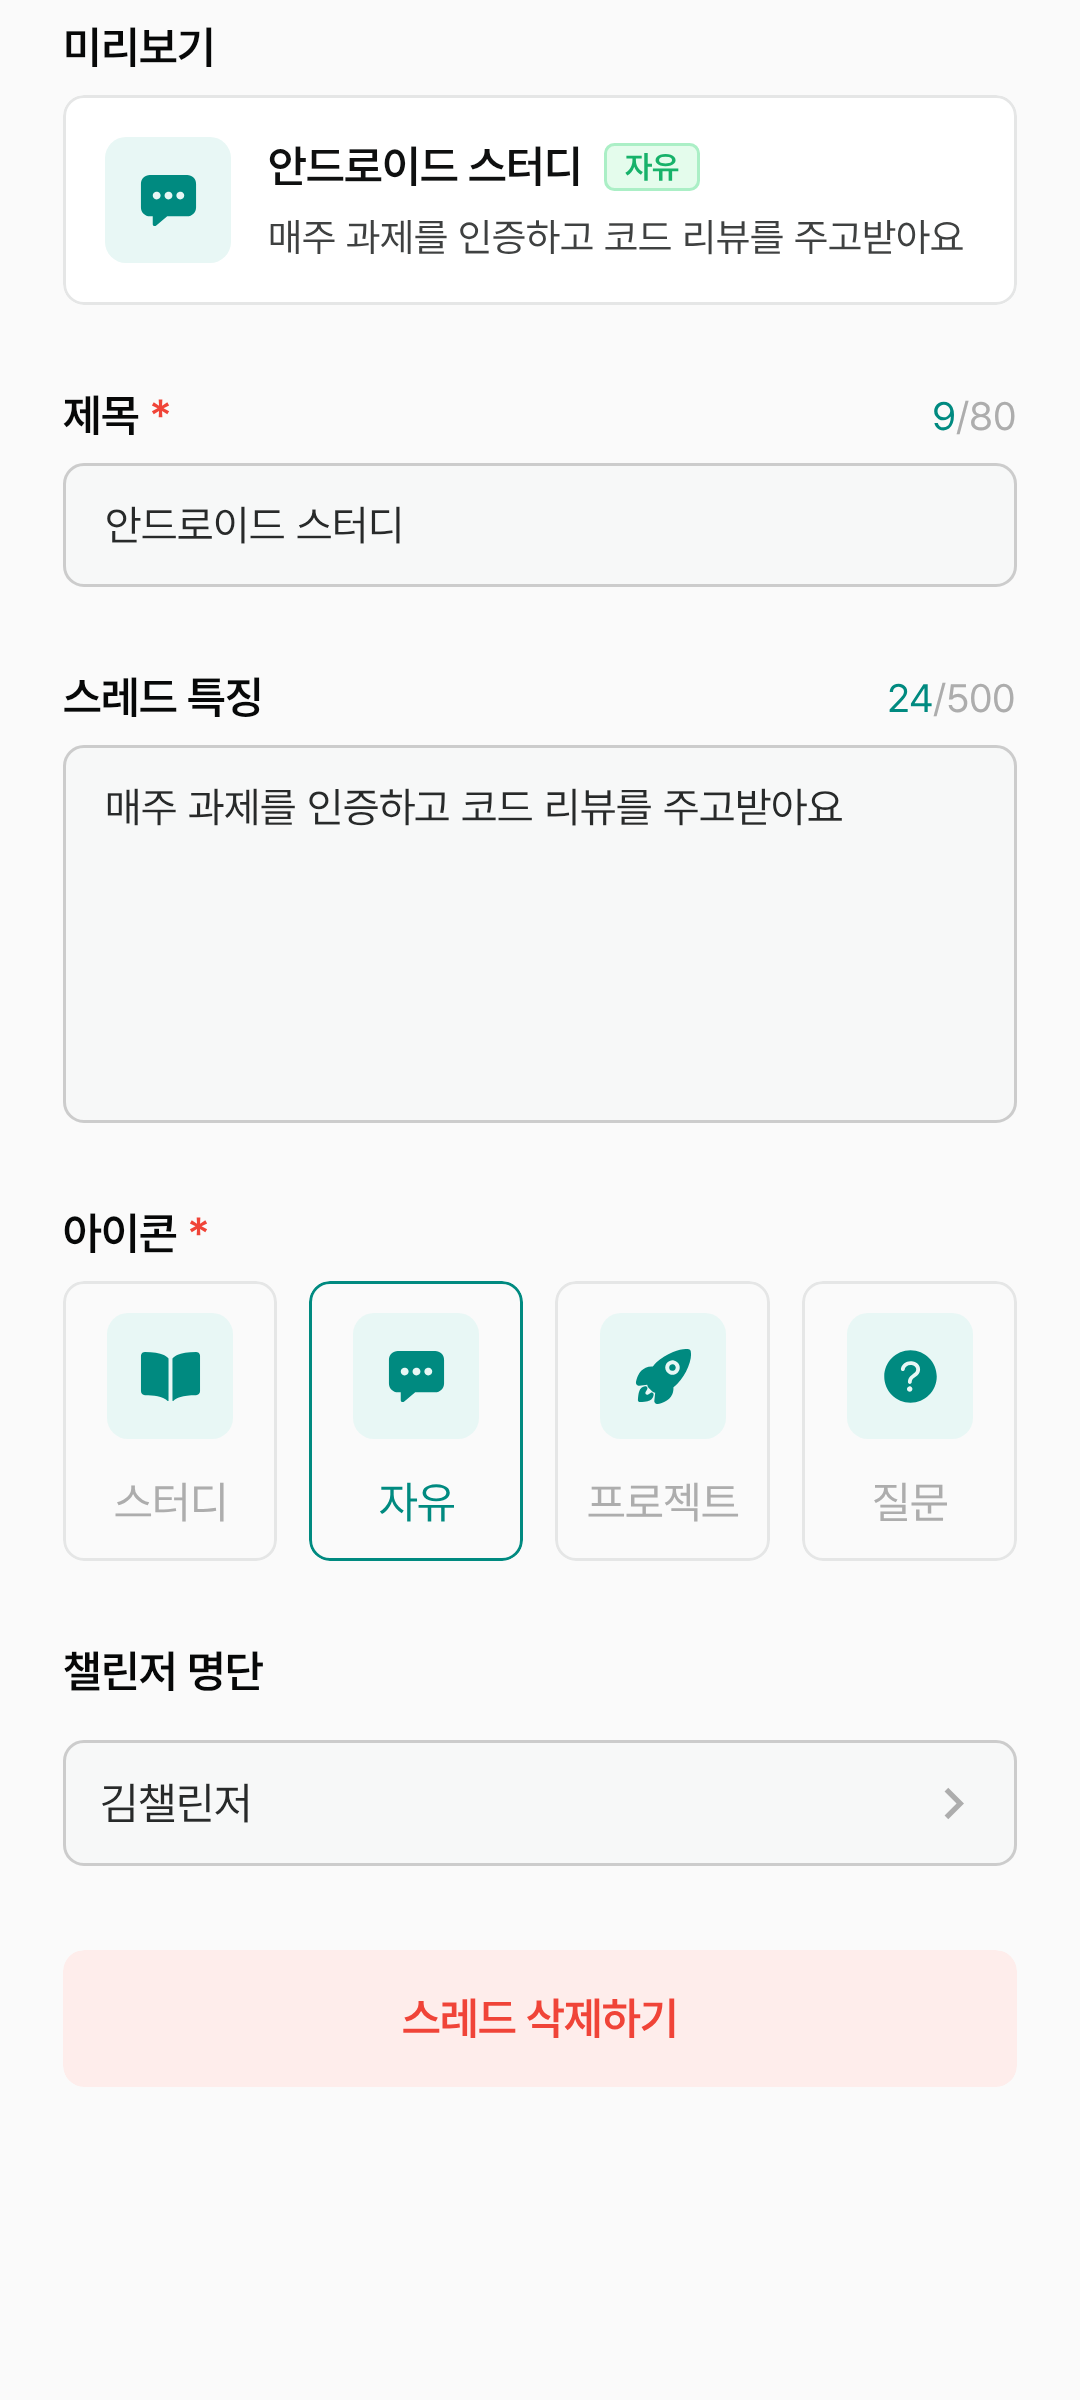 미리보기
안드로이드 스터디 자유
매주 과제를 인증하고 코드 리뷰를 주고받아요
제목 * 9/80
안드로이드 스터디
스레드 특징 24/500
매주 과제를 인증하고 코드 리뷰를 주고받아요
아이콘 *
스터디 자유 프로젝트 질문
챌린저 명단
김챌린저
스레드 삭제하기